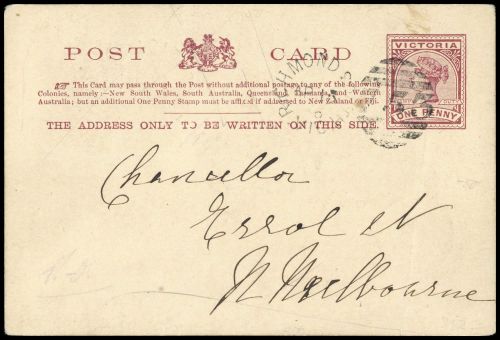 POST CARD
VICTORIA
☞ This Card may pass through the Post without additional postage to any of the following
Colonies, namely:—New South Wales, South Australia, Queensland, Tasmania and Western
Australia; but an additional One Penny Stamp must be affixed if addressed to New Zealand or Fiji.
ONE PENNY
THE ADDRESS ONLY TO BE WRITTEN ON THIS SIDE.
RICHMOND
Chancellor
Errol St
N Melbourne